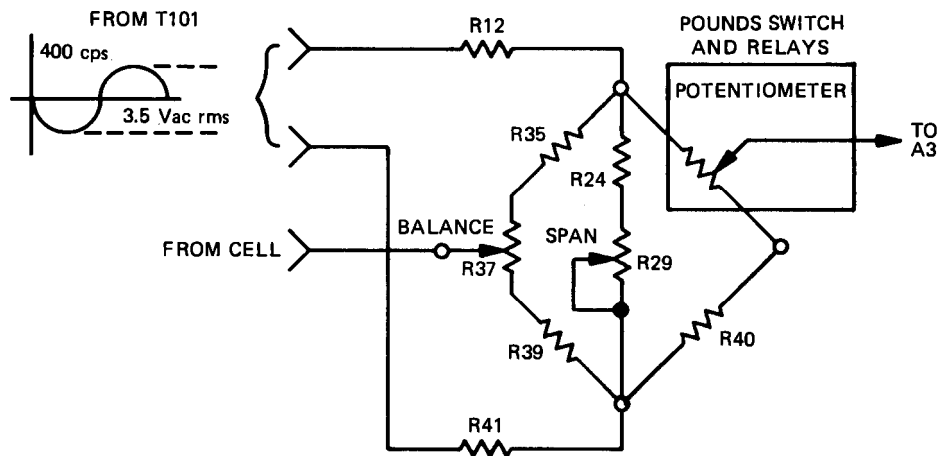 FROM T101
400 cps
3.5 Vac rms
R12
POUNDS SWITCH
AND RELAYS
POTENTIOMETER
TO
A3
R35
R24
FROM CELL
BALANCE
R37
SPAN
R29
R39
R40
R41